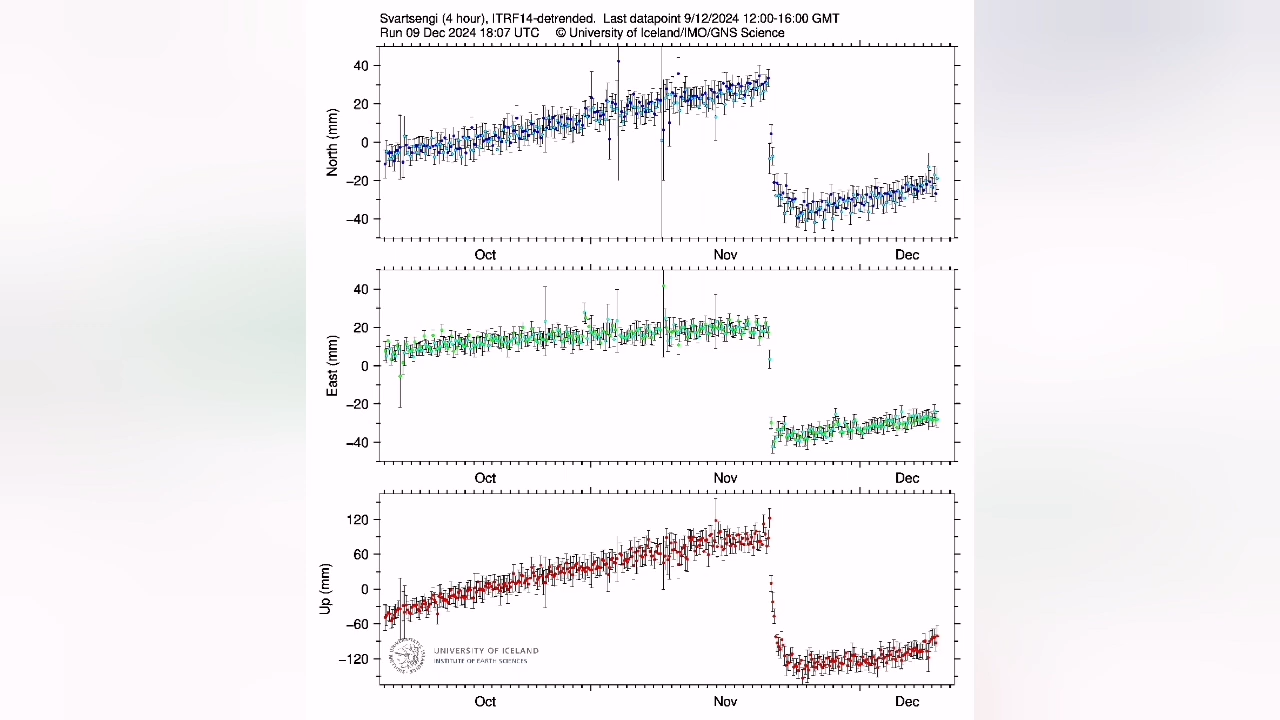 Svartsengi (4 hour), ITRF14-detrended. Last datapoint 9/12/2024 12:00-16:00 GMT
Run 09 Dec 2024 18:07 UTC © University of Iceland/IMO/GNS Science
North (mm)
40
20
0
−20
−40
Oct Nov Dec
East (mm)
40
20
0
−20
−40
Oct Nov Dec
Up (mm)
120
60
0
−60
−120
UNIVERSITY OF ICELAND
INSTITUTE OF EARTH SCIENCES
Oct Nov Dec